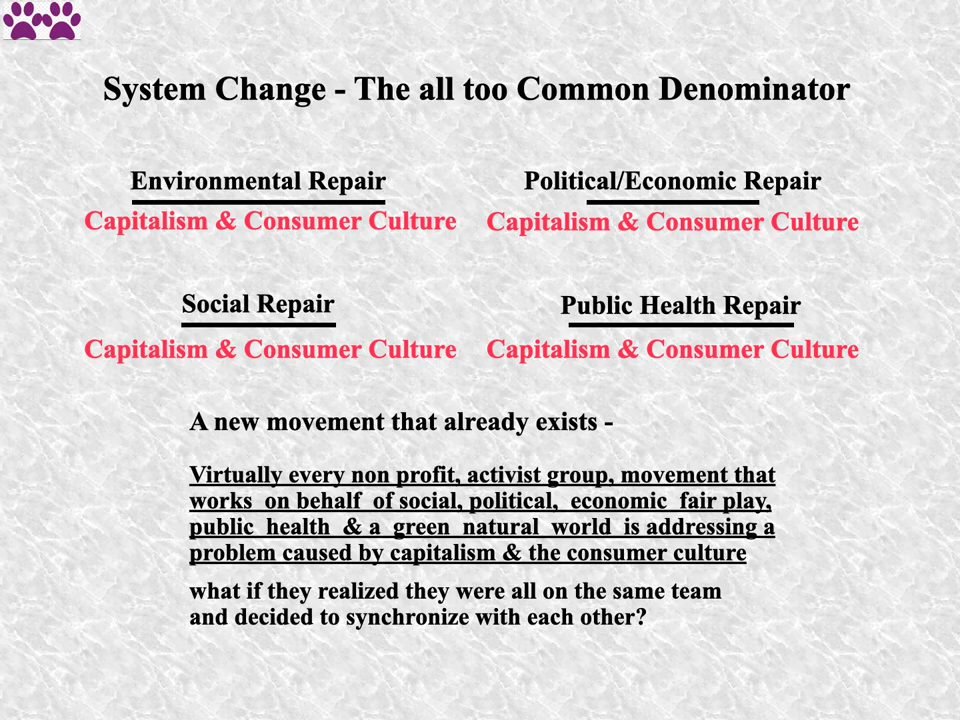 System Change - The all too Common Denominator
Environmental Repair
Capitalism & Consumer Culture
Political/Economic Repair
Capitalism & Consumer Culture
Social Repair
Capitalism & Consumer Culture
Public Health Repair
Capitalism & Consumer Culture
A new movement that already exists -
Virtually every non profit, activist group, movement that
works on behalf of social, political, economic fair play,
public health & a green natural world is addressing a
problem caused by capitalism & the consumer culture
what if they realized they were all on the same team
and decided to synchronize with each other?